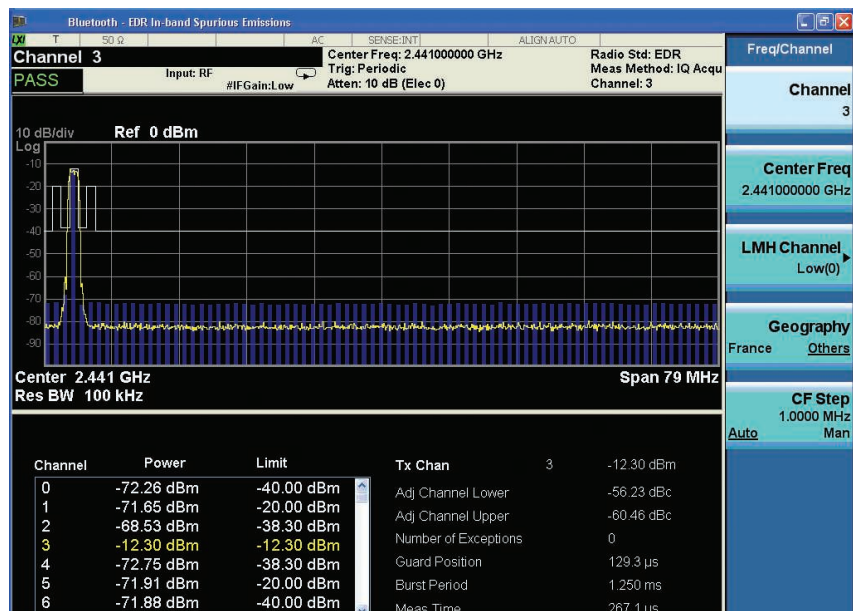 Bluetooth - EDR In-band Spurious Emissions
LXI T 50 Ω AC SENSE:INT ALIGN AUTO
Channel 3
PASS
Input: RF
#IFGain:Low
Center Freq: 2.441000000 GHz
Trig: Periodic
Atten: 10 dB (Elec 0)
Radio Std: EDR
Meas Method: IQ Acqu
Channel: 3
10 dB/div Ref 0 dBm
Log
-10
-20
-30
-40
-50
-60
-70
-80
-90
Center 2.441 GHz Span 79 MHz
Res BW 100 kHz
Channel Power Limit
0 -72.26 dBm -40.00 dBm
1 -71.65 dBm -20.00 dBm
2 -68.53 dBm -38.30 dBm
3 -12.30 dBm -12.30 dBm
4 -72.75 dBm -38.30 dBm
5 -71.91 dBm -20.00 dBm
6 -71.88 dBm -40.00 dBm
Tx Chan 3 -12.30 dBm
Adj Channel Lower -56.23 dBc
Adj Channel Upper -60.46 dBc
Number of Exceptions 0
Guard Position 129.3 µs
Burst Period 1.250 ms
Meas Time 267.1 µs
Freq/Channel
Channel
3
Center Freq
2.441000000 GHz
LMH Channel
Low(0)
Geography
France Others
CF Step
1.0000 MHz
Auto Man